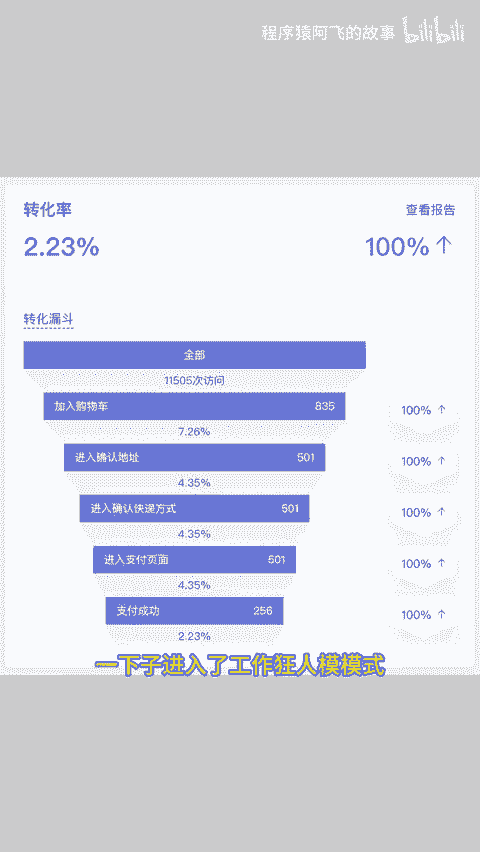 程序猿阿飞的故事 bilibili
转化率 查看报告
2.23% 100% ↑
转化漏斗
全部
11505次访问
加入购物车 835 100% ↑
7.26%
进入确认地址 501 100% ↑
4.35%
进入确认快递方式 501 100% ↑
4.35%
进入支付页面 501 100% ↑
4.35%
支付成功 256 100% ↑
2.23%
一下子进入了工作狂人模模式